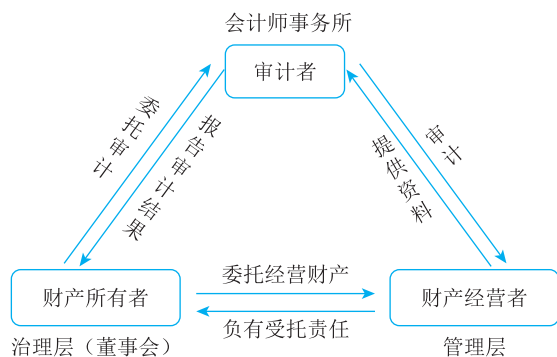 会计师事务所
审计者
委托审计
报告审计结果
审计
提供资料
委托经营财产
财产所有者
财产经营者
负有受托责任
治理层（董事会）
管理层